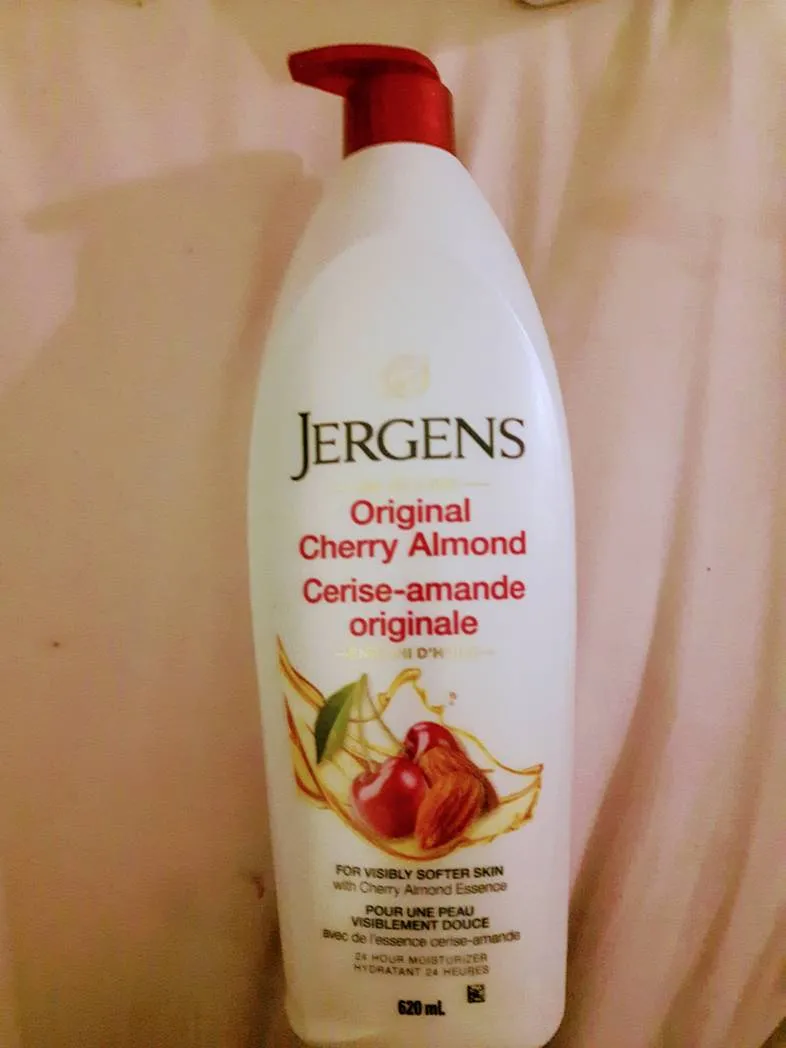 JERGENS
Original
Cherry Almond
Cerise-amande
originale
D'H
FOR VISIBLY SOFTER SKIN
with Cherry Almond Essence
POUR UNE PEAU
VISIBLEMENT DOUCE
avec de l'essence cerise-amande
24 HOUR MOISTURIZER
HYDRATANT 24 HEURES
620 mL